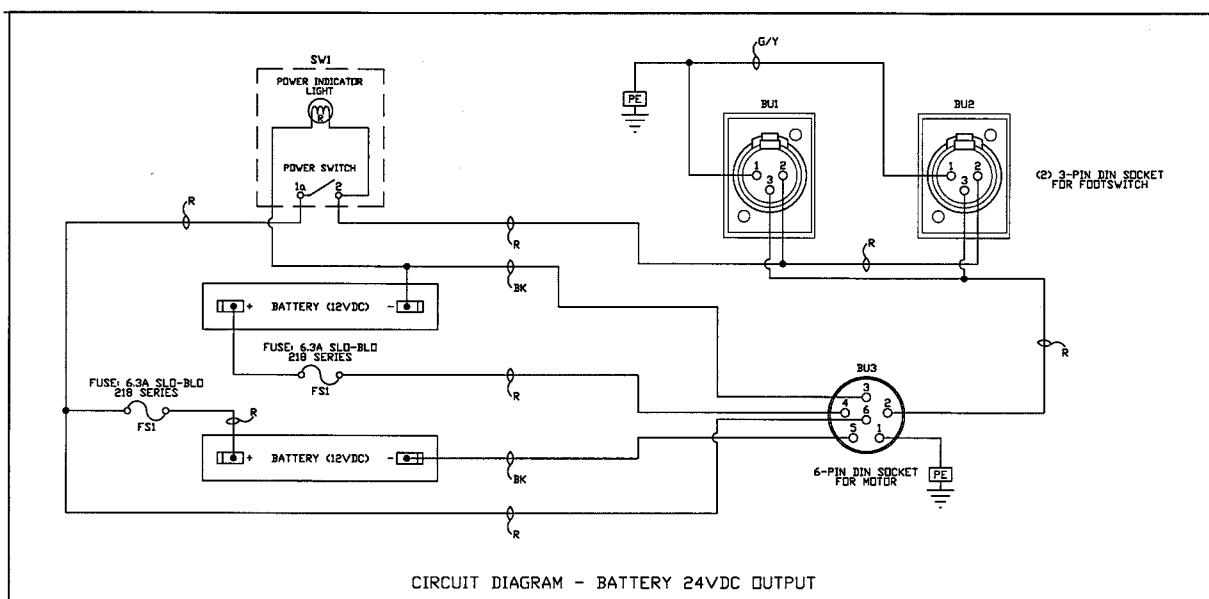 SW1
POWER INDICATOR
LIGHT
R
POWER SWITCH
1a
2
R
R
BK
G/Y
PE
BU1
1
2
3
BU2
1
2
3
(2) 3-PIN DIN SOCKET
FOR FOOTSWITCH
R
R
+ BATTERY (12VDC) -
FUSE: 6.3A SLO-BLO
218 SERIES
FS1
R
FUSE: 6.3A SLO-BLO
218 SERIES
FS1
R
+ BATTERY (12VDC) -
BK
R
BU3
3
4
6
2
5
1
6-PIN DIN SOCKET
FOR MOTOR
PE
CIRCUIT DIAGRAM - BATTERY 24VDC OUTPUT